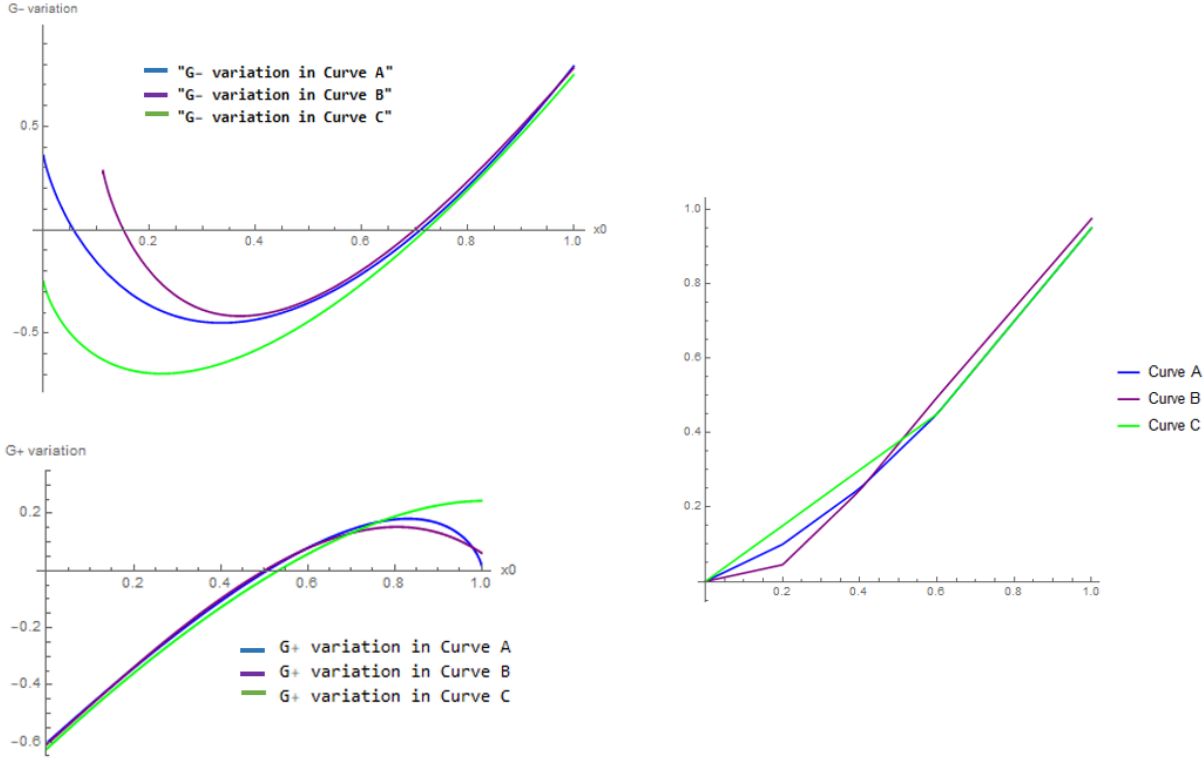 G− variation
"G− variation in Curve A"
"G− variation in Curve B"
"G− variation in Curve C"
0.5
0.2 0.4 0.6 0.8 1.0 x0
−0.5
G+ variation
0.2
0.2 0.4 0.6 0.8 1.0 x0
−0.2
−0.4
−0.6
G+ variation in Curve A
G+ variation in Curve B
G+ variation in Curve C
1.0
0.8
0.6
0.4
0.2
0.2 0.4 0.6 0.8 1.0
Curve A
Curve B
Curve C